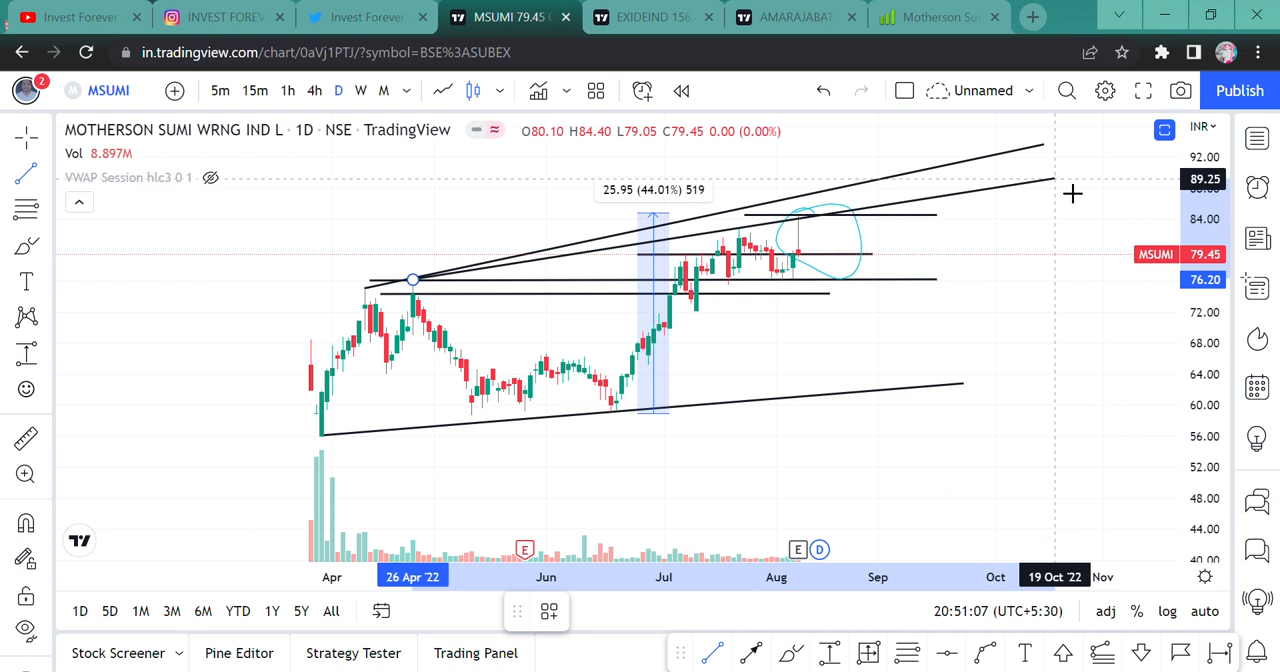 Invest Forever
INVEST FOREV
Invest Forever
MSUMI 79.45
EXIDEIND 156.
AMARAJABAT
Motherson Su
in.tradingview.com/chart/0aVj1PTJ/?symbol=BSE%3ASUBEX
2
M MSUMI 5m 15m 1h 4h D W M Unnamed Publish
MOTHERSON SUMI WRNG IND L · 1D · NSE · TradingView O80.10 H84.40 L79.05 C79.45 0.00 (0.00%)
INR
Vol 8.897M
VWAP Session hlc3 0 1
25.95 (44.01%) 519
92.00
89.25
88.00
84.00
MSUMI 79.45
76.20
72.00
68.00
64.00
60.00
56.00
52.00
48.00
44.00
40.00
E E D
Apr 26 Apr '22 Jun Jul Aug Sep Oct 19 Oct '22 Nov
1D 5D 1M 3M 6M YTD 1Y 5Y All 20:51:07 (UTC+5:30) adj % log auto
Stock Screener Pine Editor Strategy Tester Trading Panel